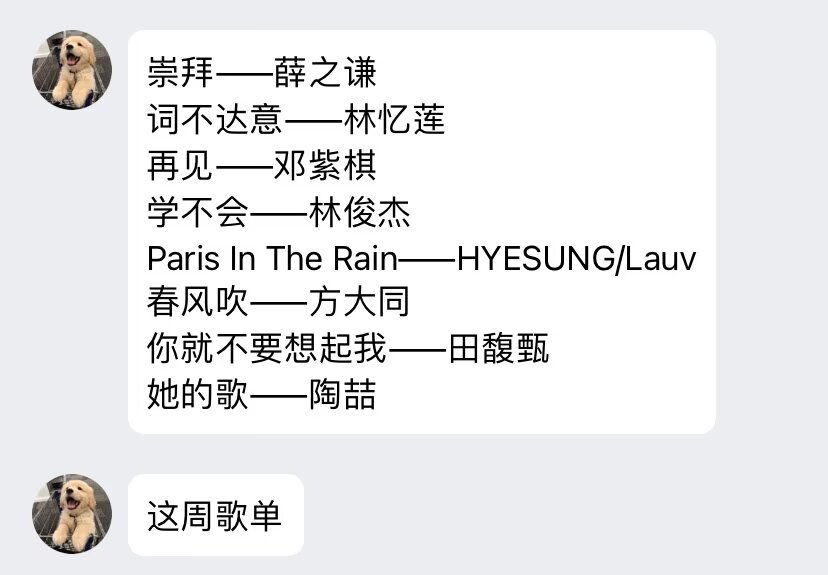 崇拜——薛之谦
词不达意——林忆莲
再见——邓紫棋
学不会——林俊杰
Paris In The Rain——HYESUNG/Lauv
春风吹——方大同
你就不要想起我——田馥甄
她的歌——陶喆
这周歌单